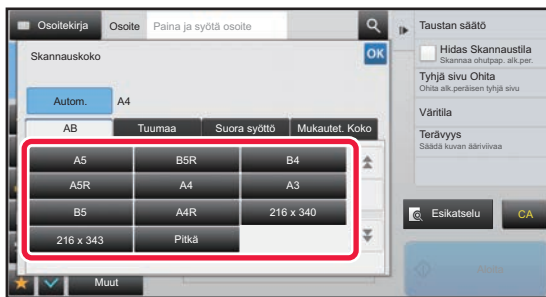 Osoitekirja Osoite Paina ja syötä osoite
Skannauskoko OK
Autom. A4
AB Tuumaa Suora syöttö Mukautet. Koko
A5 B5R B4
A5R A4 A3
B5 A4R 216 x 340
216 x 343 Pitkä
Muut
Taustan säätö
Hidas Skannaustila
Skannaa ohutpap. alk.per.
Tyhjä sivu Ohita
Ohita alk.peräisen tyhjä sivu
Väritila
Terävyys
Säädä kuvan ääriviivaa
Esikatselu CA